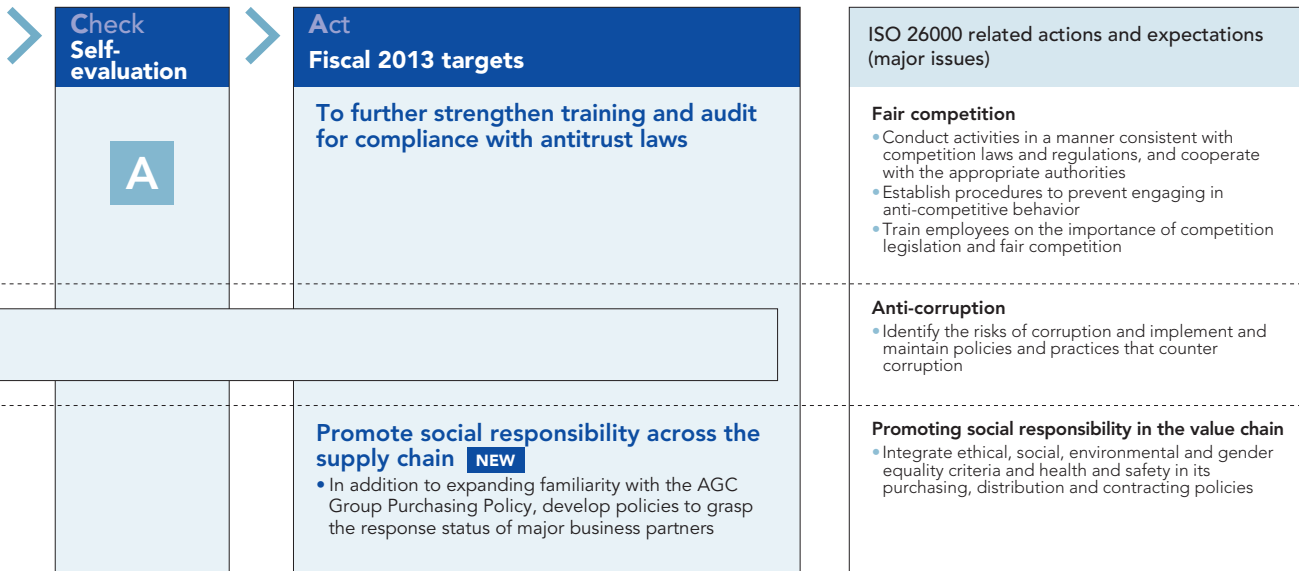 Check
Self-
evaluation
Act
Fiscal 2013 targets
ISO 26000 related actions and expectations
(major issues)
A
To further strengthen training and audit
for compliance with antitrust laws
Fair competition
•Conduct activities in a manner consistent with
competition laws and regulations, and cooperate
with the appropriate authorities
•Establish procedures to prevent engaging in
anti-competitive behavior
•Train employees on the importance of competition
legislation and fair competition
Anti-corruption
•Identify the risks of corruption and implement and
maintain policies and practices that counter
corruption
Promote social responsibility across the
supply chain NEW
•In addition to expanding familiarity with the AGC
Group Purchasing Policy, develop policies to grasp
the response status of major business partners
Promoting social responsibility in the value chain
•Integrate ethical, social, environmental and gender
equality criteria and health and safety in its
purchasing, distribution and contracting policies